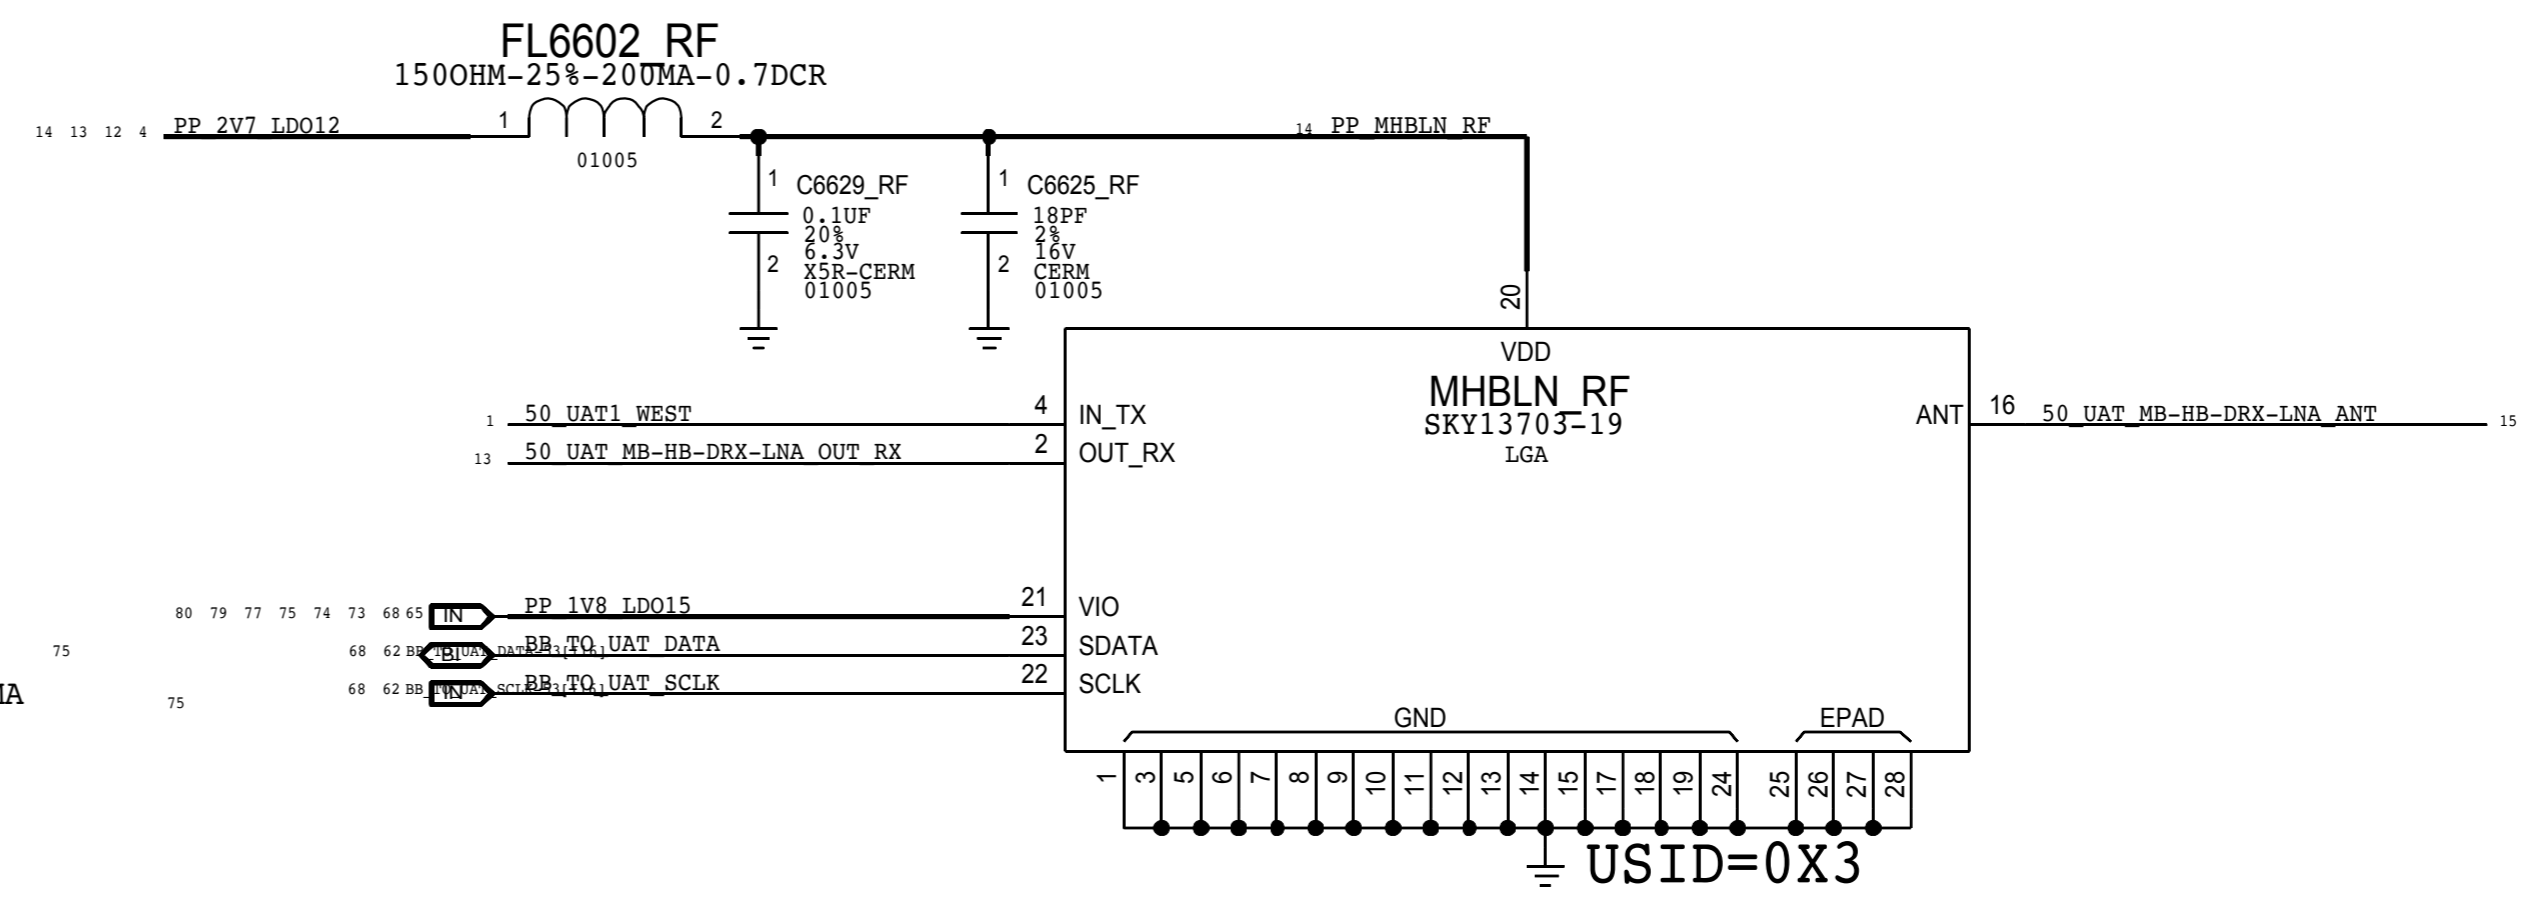 FL6602_RF
150OHM-25%-200MA-0.7DCR
14 13 12 4 PP_2V7_LDO12
1 2
01005
14 PP_MHBLN_RF
1 C6629_RF
0.1UF
20%
6.3V
2 X5R-CERM
01005
1 C6625_RF
18PF
2%
16V
2 CERM
01005
20
VDD
MHBLN_RF
SKY13703-19
LGA
1 50_UAT1_WEST 4 IN_TX
13 50_UAT_MB-HB-DRX-LNA_OUT_RX 2 OUT_RX
ANT 16 50_UAT_MB-HB-DRX-LNA_ANT 15
80 79 77 75 74 73 68 65 IN PP_1V8_LDO15 21 VIO
75 68 62 BI BB_TO_UAT_DATA 23 SDATA
68 62 IN BB_TO_UAT_SCLK 22 SCLK
MA 75
GND EPAD
1 3 5 6 7 8 9 10 11 12 13 14 15 17 18 19 24 25 26 27 28
USID=0X3